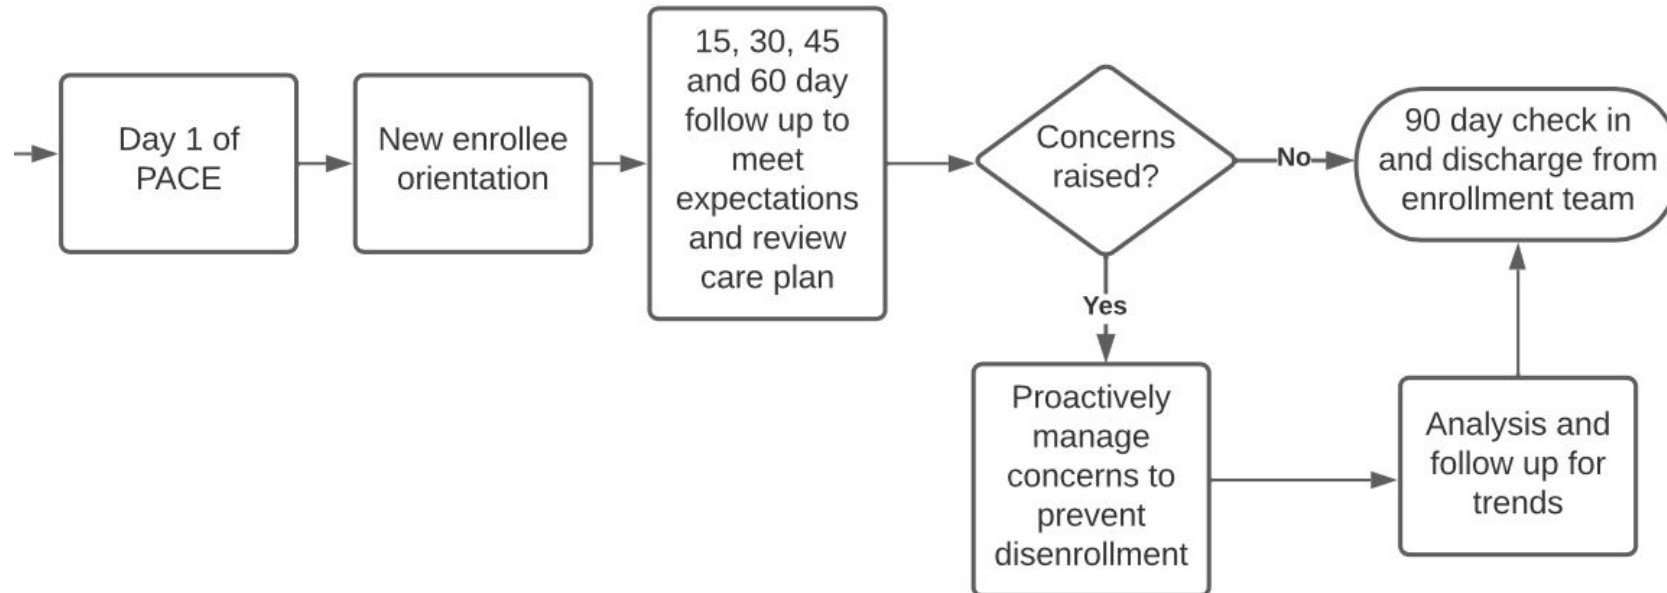 Day 1 of
PACE
New enrollee
orientation
15, 30, 45
and 60 day
follow up to
meet
expectations
and review
care plan
Concerns
raised?
No
90 day check in
and discharge from
enrollment team
Yes
Proactively
manage
concerns to
prevent
disenrollment
Analysis and
follow up for
trends